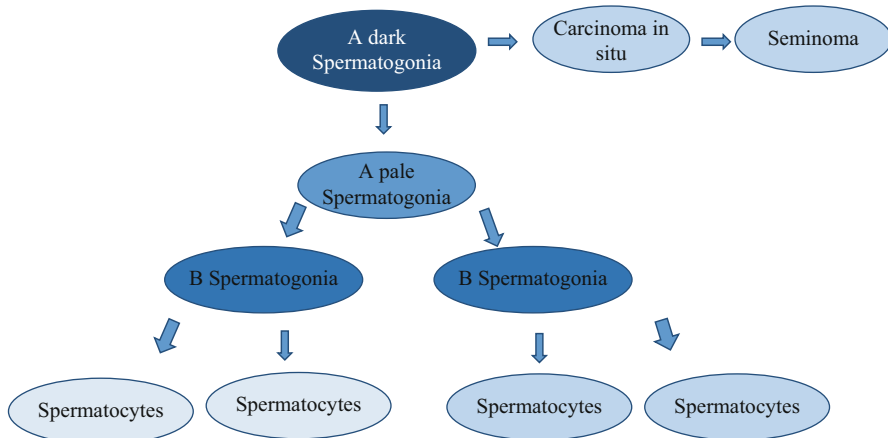 A dark
Spermatogonia
Carcinoma in
situ
Seminoma
A pale
Spermatogonia
B Spermatogonia
B Spermatogonia
Spermatocytes
Spermatocytes
Spermatocytes
Spermatocytes